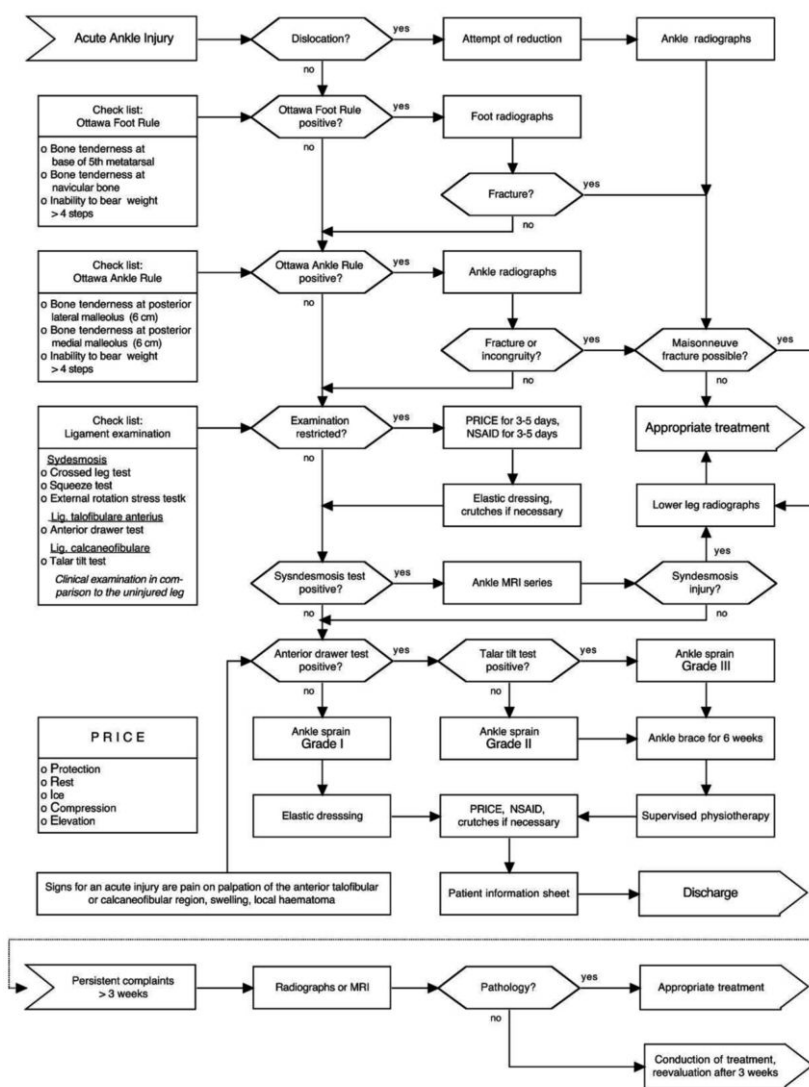 Acute Ankle Injury
Dislocation?
yes
Attempt of reduction
Ankle radiographs
no
Check list:
Ottawa Foot Rule
o Bone tenderness at
base of 5th metatarsal
o Bone tenderness at
navicular bone
o Inability to bear weight
> 4 steps
Ottawa Foot Rule
positive?
yes
Foot radiographs
no
Fracture?
yes
no
Check list:
Ottawa Ankle Rule
o Bone tenderness at posterior
lateral malleolus (6 cm)
o Bone tenderness at posterior
medial malleolus (6 cm)
o Inability to bear weight
> 4 steps
Ottawa Ankle Rule
positive?
yes
Ankle radiographs
no
Fracture or
incongruity?
yes
no
Maisonneuve
fracture possible?
yes
no
Check list:
Ligament examination
Sydesmosis
o Crossed leg test
o Squeeze test
o External rotation stress testk
Lig. talofibulare anterius
o Anterior drawer test
Lig. calcaneofibulare
o Talar tilt test
Clinical examination in com-
parison to the uninjured leg
Examination
restricted?
yes
no
PRICE for 3-5 days,
NSAID for 3-5 days
Appropriate treatment
Elastic dressing,
crutches if necessary
Lower leg radiographs
yes
Sysndesmosis test
positive?
yes
no
Ankle MRI series
Syndesmosis
injury?
no
Anterior drawer test
positive?
yes
no
Talar tilt test
positive?
yes
no
Ankle sprain
Grade III
P R I C E
o Protection
o Rest
o Ice
o Compression
o Elevation
Ankle sprain
Grade I
Ankle sprain
Grade II
Ankle brace for 6 weeks
Elastic dresssing
PRICE, NSAID,
crutches if necessary
Supervised physiotherapy
Signs for an acute injury are pain on palpation of the anterior talofibular
or calcaneofibular region, swelling, local haematoma
Patient information sheet
Discharge
Persistent complaints
> 3 weeks
Radiographs or MRI
Pathology?
yes
no
Appropriate treatment
Conduction of treatment,
reevaluation after 3 weeks